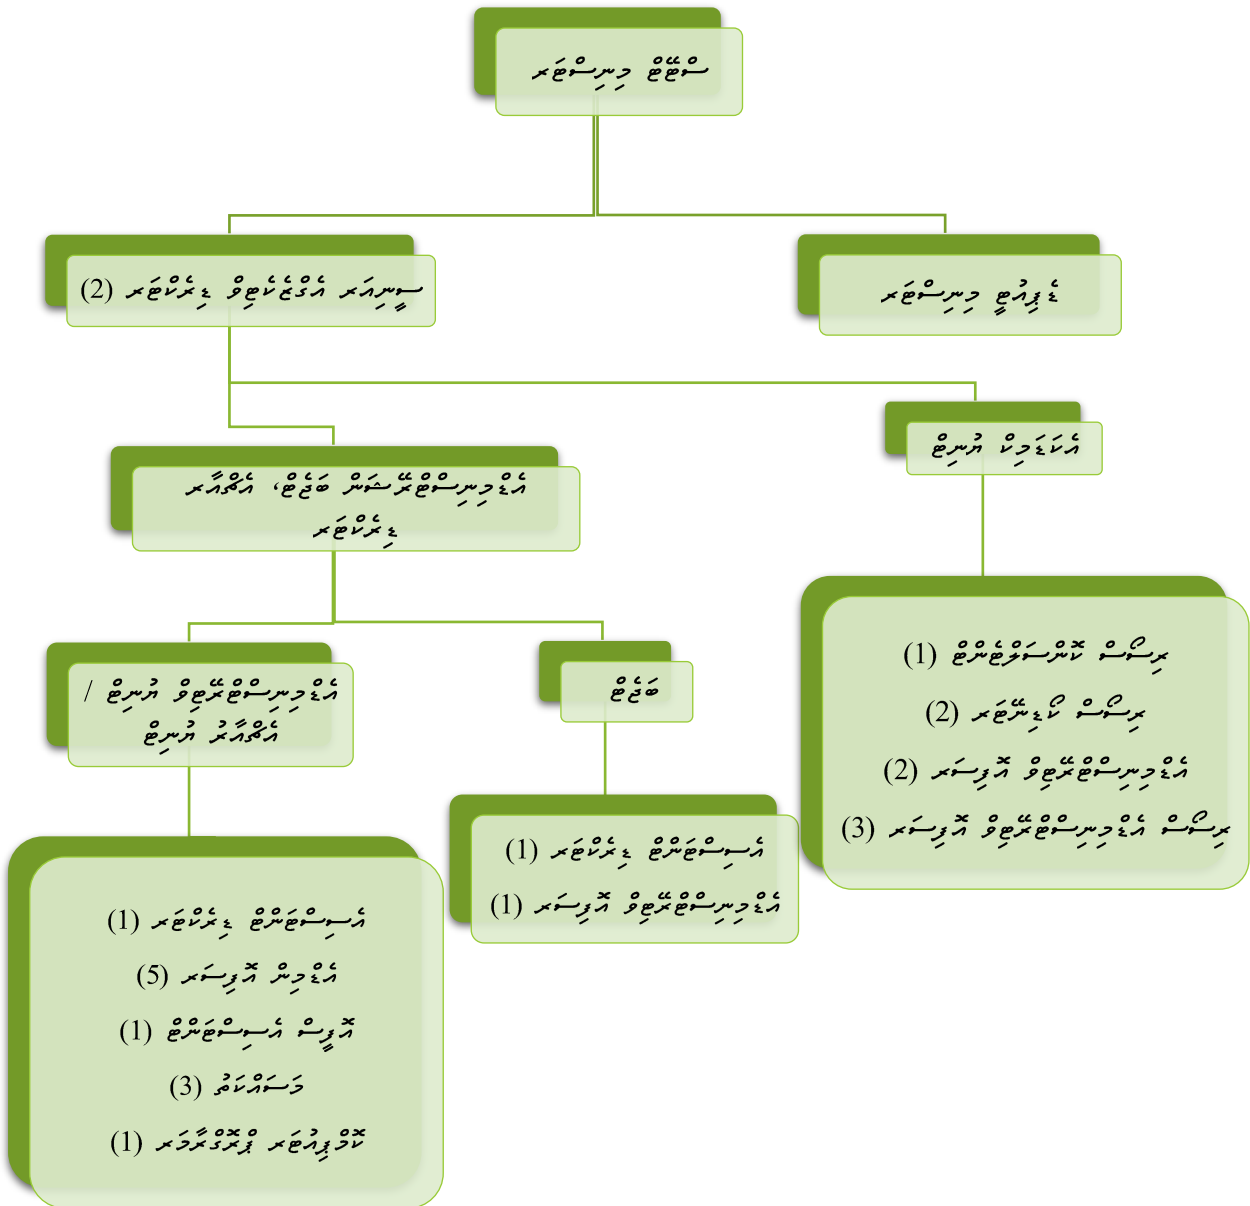 ސްޓޭޓް މިނިސްޓަރ
ޑެޕިއުޓީ މިނިސްޓަރ
ސީނިއަރ އެގްޒެކެޓިވް ޑިރެކްޓަރ (2)
އެކަޑަމިކް ޔުނިޓް
އެޑްމިނިސްޓްރޭޝަން ބަޖެޓް، އެޗްއާރ
ޑިރެކްޓަރ
ރިސޯސް ކޮންސަލްޓެންޓް (1)
ރިސޯސް ކޯޑިނޭޓަރ (2)
އެޑްމިނިސްޓްރޭޓިވް އޮފިސަރ (2)
ރިސޯސް އެޑްމިނިސްޓްރޭޓިވް އޮފިސަރ (3)
ބަޖެޓް
އެޑްމިނިސްޓްރޭޓިވް ޔުނިޓް /
އެޗްއާރު ޔުނިޓް
އެސިސްޓަންޓް ޑިރެކްޓަރ (1)
އެޑްމިނިސްޓްރޭޓިވް އޮފިސަރ (1)
އެސިސްޓަންޓް ޑިރެކްޓަރ (1)
އެޑްމިން އޮފިސަރ (5)
އޮފީސް އެސިސްޓަންޓް (1)
މަސައްކަތު (3)
ކޮމްޕިއުޓަރ ޕްރޮގްރާމަރ (1)